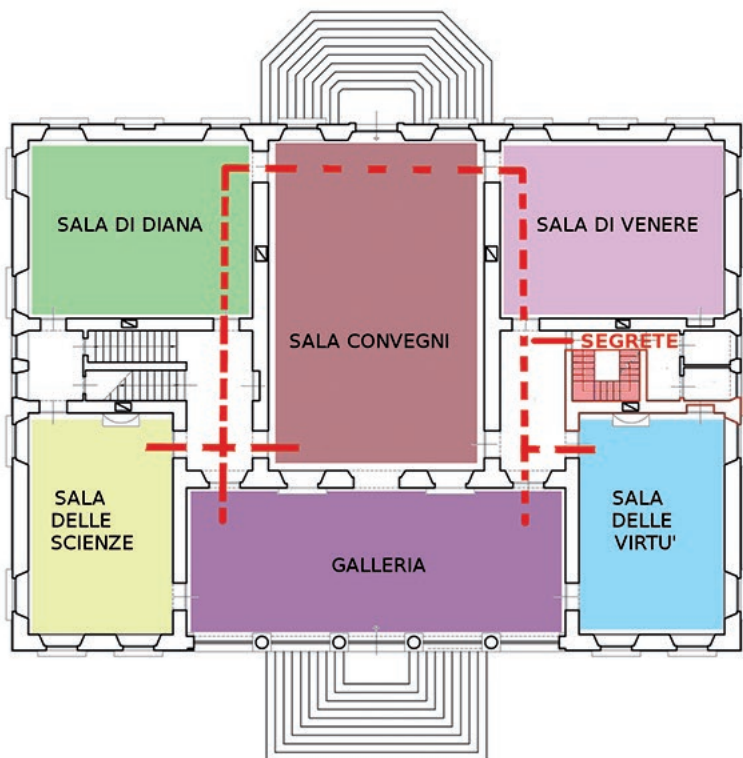 SALA DI DIANA
SALA DI VENERE
SALA CONVEGNI
SEGRETE
SALA
DELLE
SCIENZE
GALLERIA
SALA
DELLE
VIRTU'